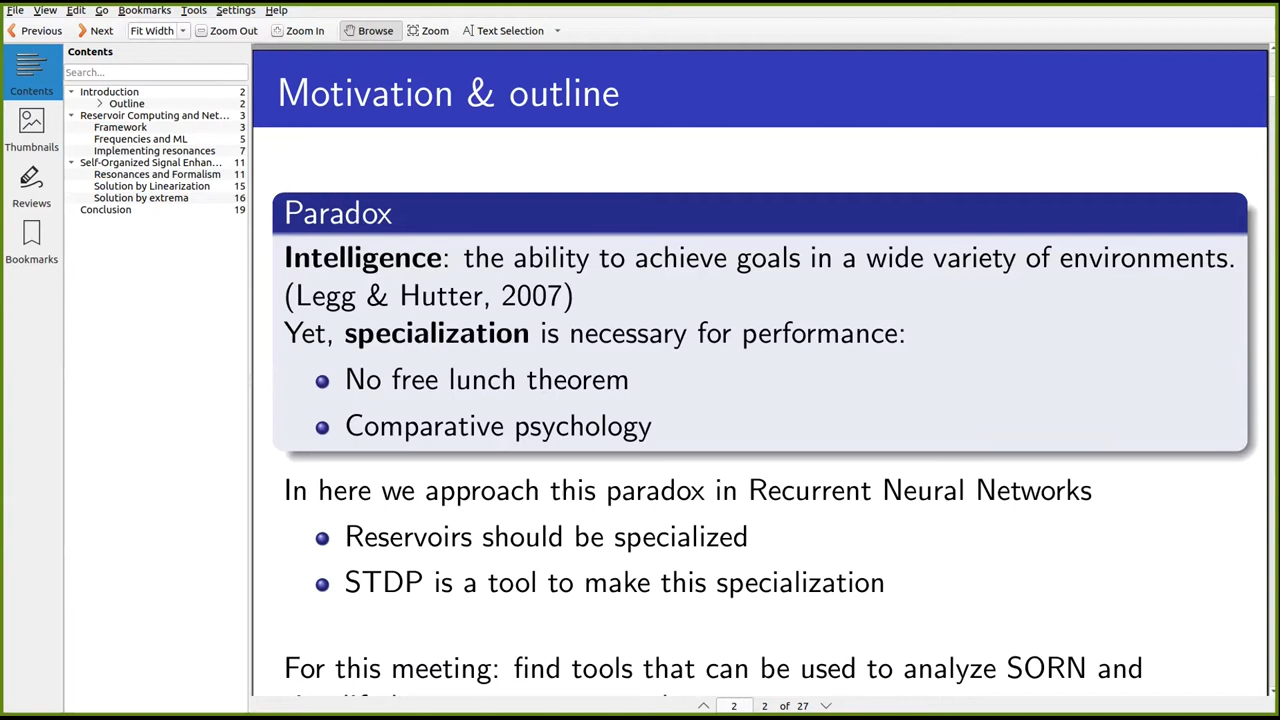 File View Edit Go Bookmarks Tools Settings Help
Previous Next Fit Width Zoom Out Zoom In Browse Zoom Text Selection
Contents
Search...
Contents
Thumbnails
Reviews
Bookmarks
Introduction 2
Outline 2
Reservoir Computing and Net... 3
Framework 3
Frequencies and ML 5
Implementing resonances 7
Self-Organized Signal Enhan... 11
Resonances and Formalism 11
Solution by Linearization 15
Solution by extrema 16
Conclusion 19
Motivation & outline
Paradox
Intelligence: the ability to achieve goals in a wide variety of environments.
(Legg & Hutter, 2007)
Yet, specialization is necessary for performance:
No free lunch theorem
Comparative psychology
In here we approach this paradox in Recurrent Neural Networks
Reservoirs should be specialized
STDP is a tool to make this specialization
For this meeting: find tools that can be used to analyze SORN and
2 2 of 27